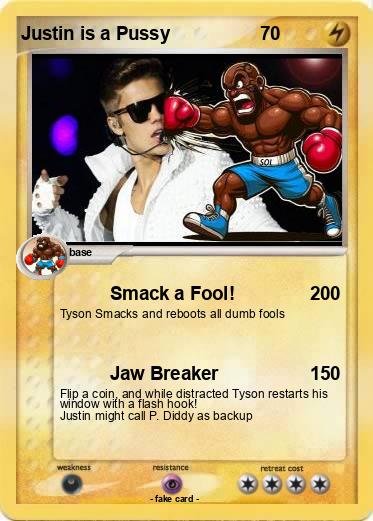 Justin is a Pussy 70
SOL
base
Smack a Fool! 200
Tyson Smacks and reboots all dumb fools
Jaw Breaker 150
Flip a coin, and while distracted Tyson restarts his
window with a flash hook!
Justin might call P. Diddy as backup
weakness resistance retreat cost
- fake card -